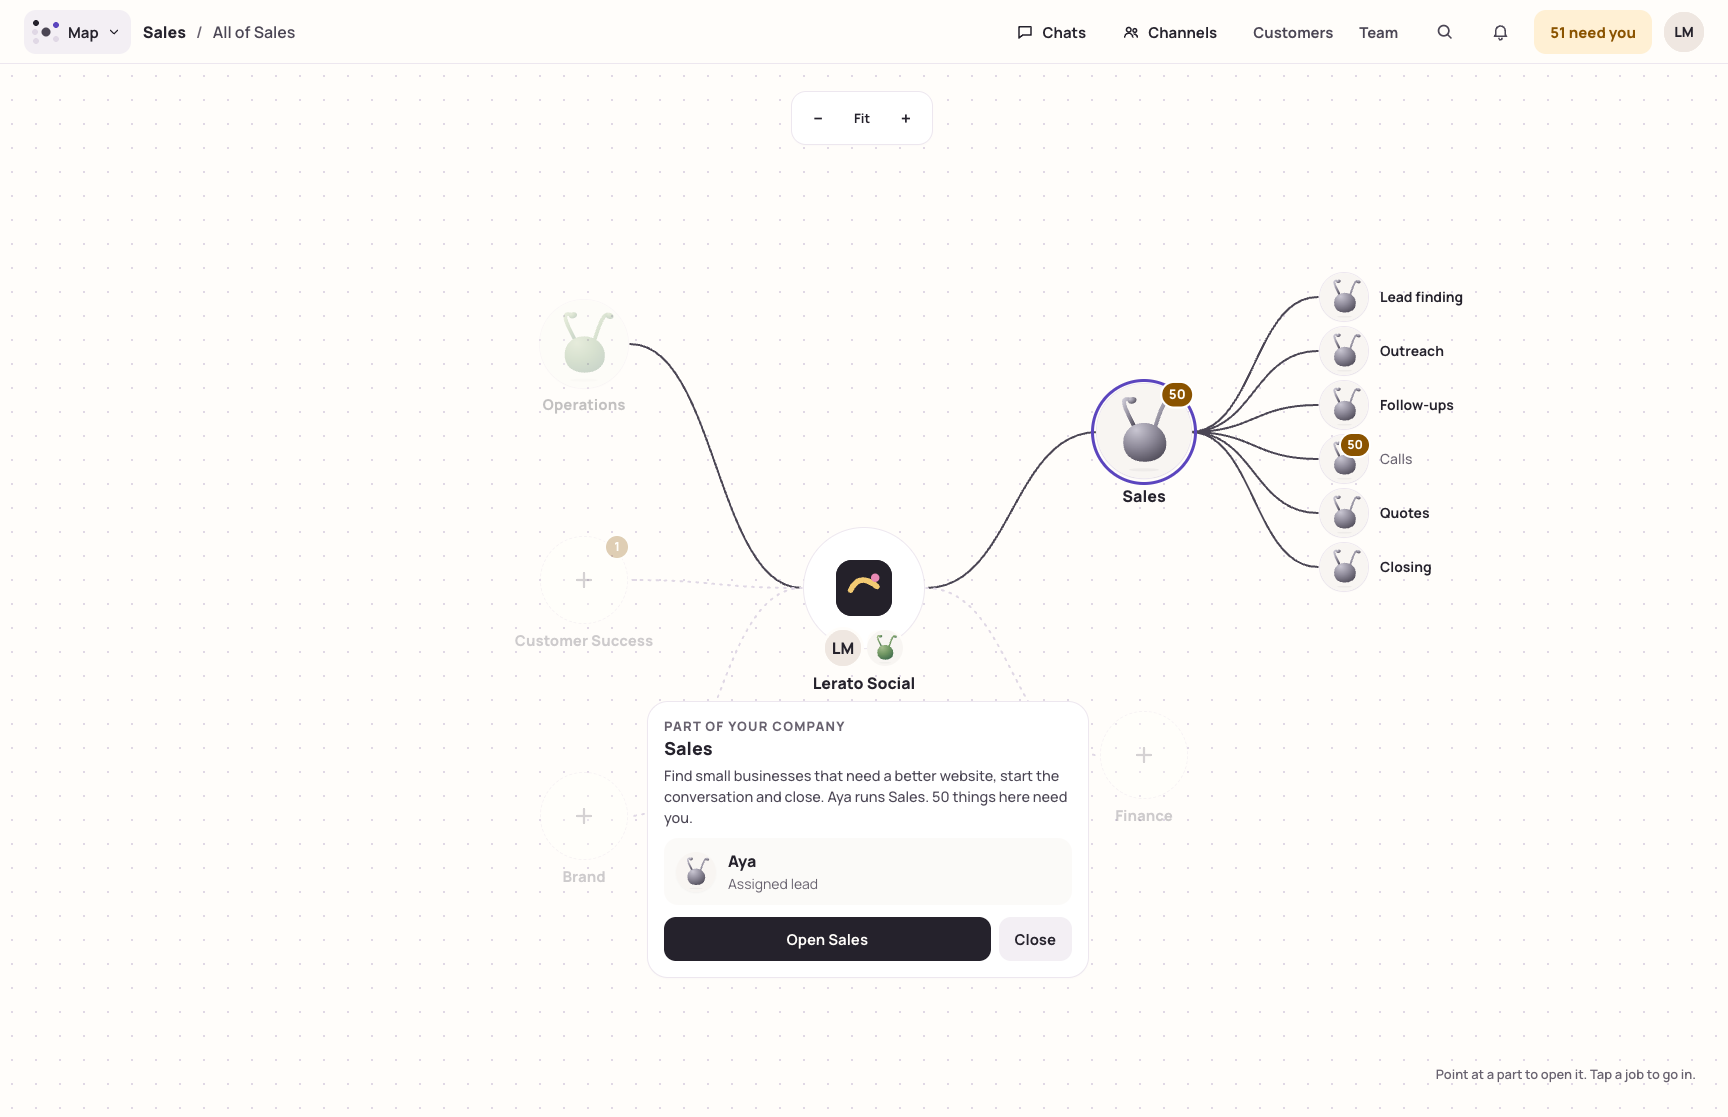 Map
Sales / All of Sales
Chats
Channels
Customers
Team
51 need you
LM
− Fit +
Operations
50
Sales
Lead finding
Outreach
Follow-ups
50
Calls
Quotes
Closing
1
Customer Success
LM
Lerato Social
Brand
Finance
PART OF YOUR COMPANY
Sales
Find small businesses that need a better website, start the
conversation and close. Aya runs Sales. 50 things here need
you.
Aya
Assigned lead
Open Sales
Close
Point at a part to open it. Tap a job to go in.